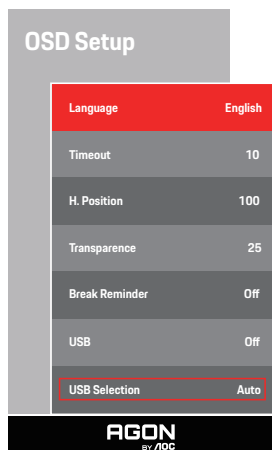 OSD Setup
Language English
Timeout 10
H. Position 100
Transparence 25
Break Reminder Off
USB Off
USB Selection Auto
AGON
BY AOC